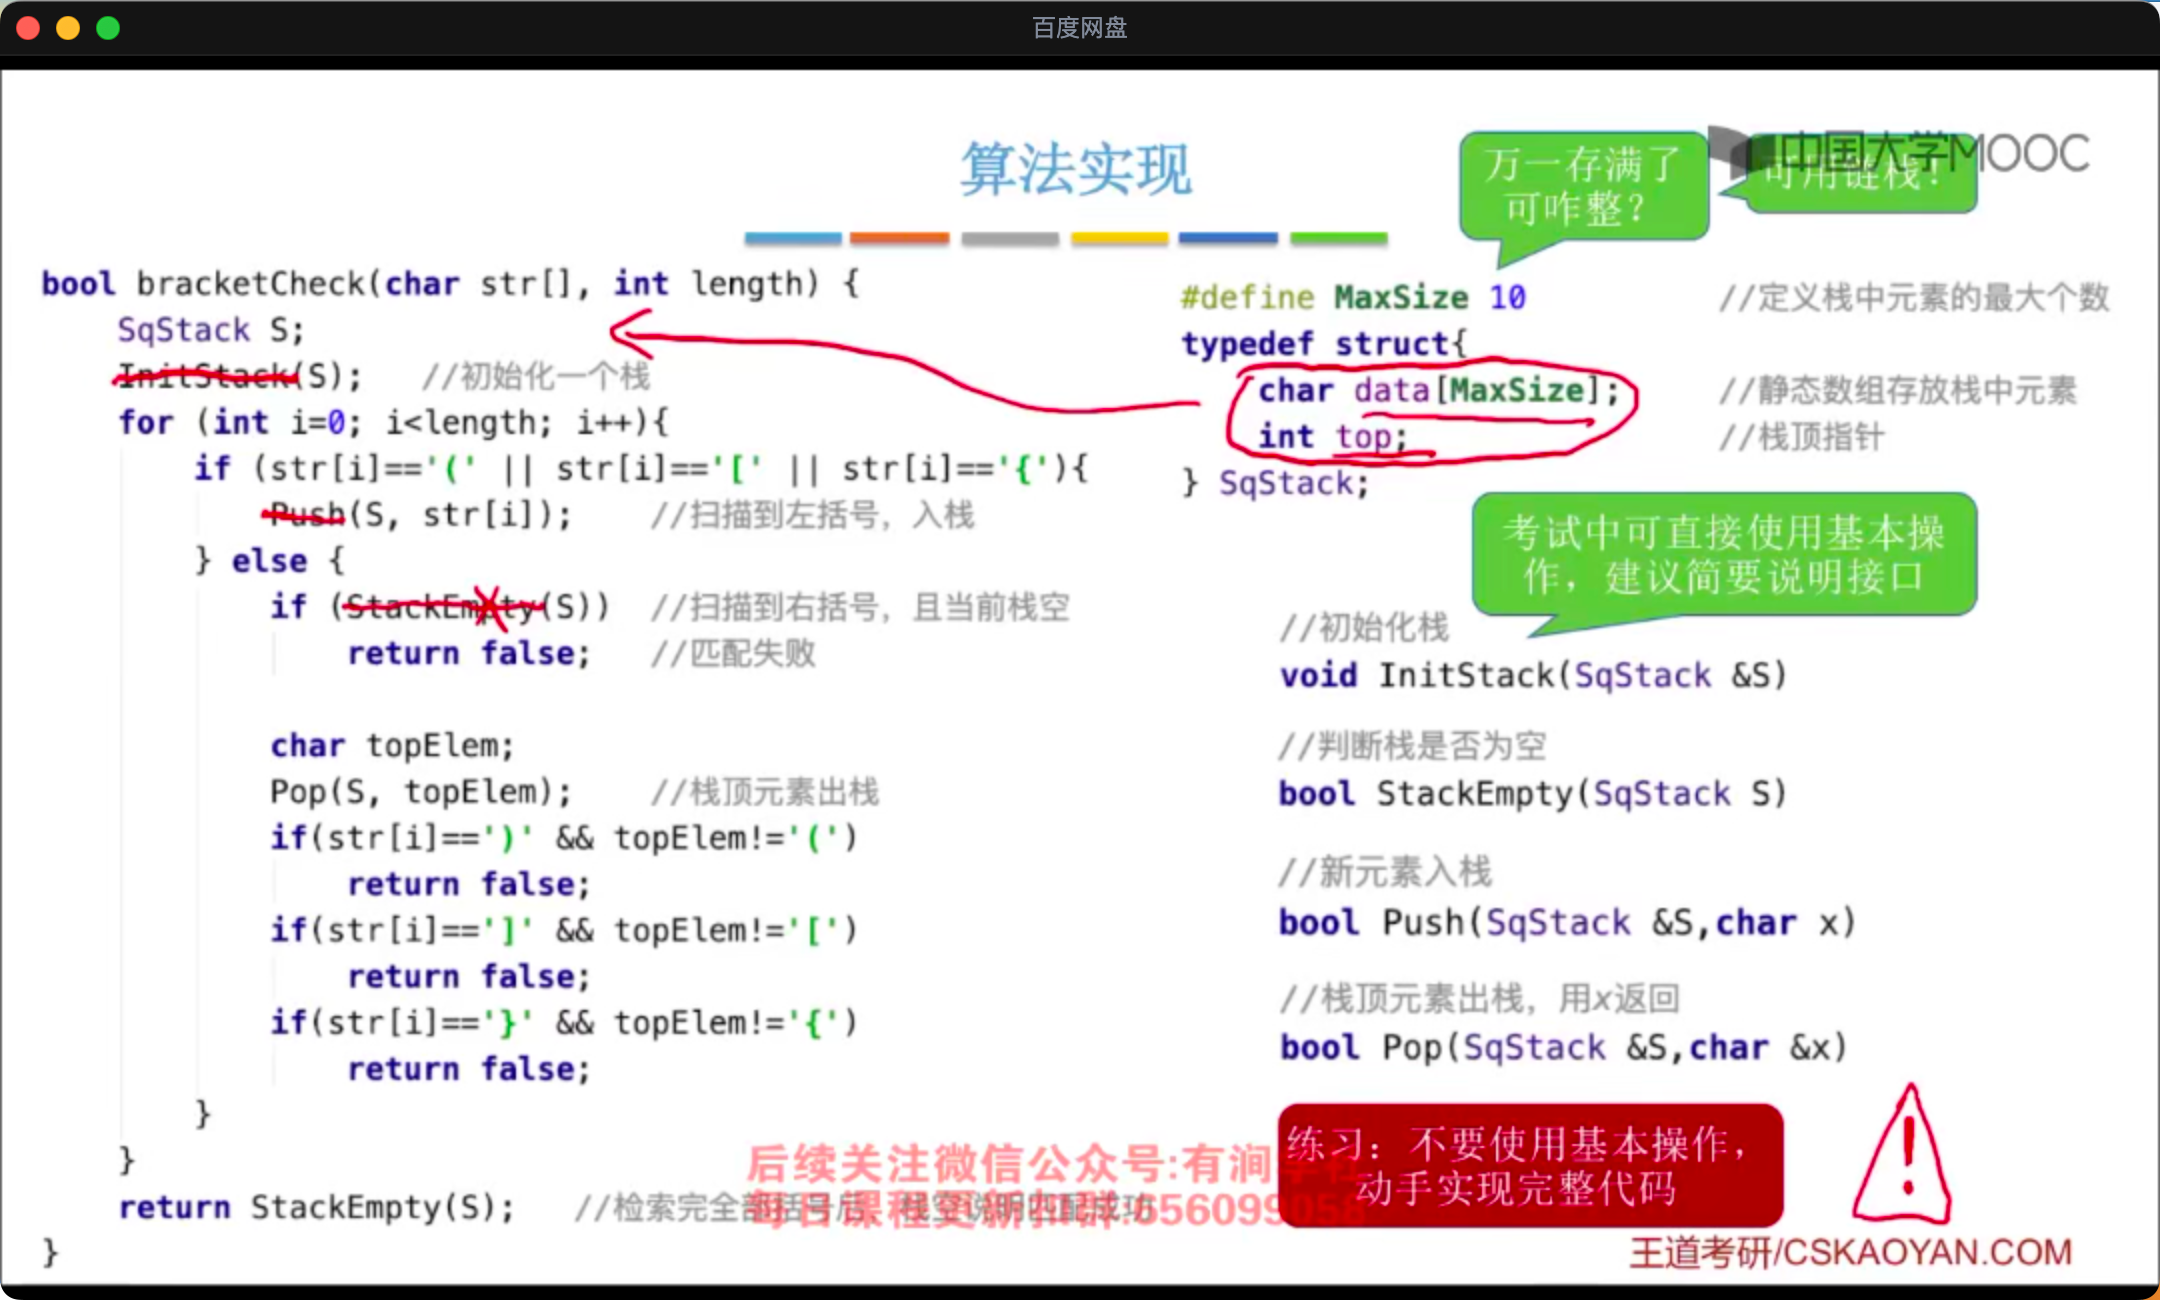 百度网盘
算法实现
万一存满了
可咋整？
可用链栈！
中国大学MOOC
bool bracketCheck(char str[], int length) {
SqStack S;
InitStack(S);   //初始化一个栈
for (int i=0; i<length; i++){
if (str[i]=='(' || str[i]=='[' || str[i]=='{'){
Push(S, str[i]);    //扫描到左括号，入栈
} else {
if (StackEmpty(S))  //扫描到右括号，且当前栈空
return false;   //匹配失败
char topElem;
Pop(S, topElem);    //栈顶元素出栈
if(str[i]==')' && topElem!='(')
return false;
if(str[i]==']' && topElem!='[')
return false;
if(str[i]=='}' && topElem!='{')
return false;
}
}
return StackEmpty(S);   //检索完全部括号后，栈空说明匹配成功
}
#define MaxSize 10   //定义栈中元素的最大个数
typedef struct{
char data[MaxSize];   //静态数组存放栈中元素
int top;   //栈顶指针
} SqStack;
考试中可直接使用基本操
作，建议简要说明接口
//初始化栈
void InitStack(SqStack &S)
//判断栈是否为空
bool StackEmpty(SqStack S)
//新元素入栈
bool Push(SqStack &S,char x)
//栈顶元素出栈，用x返回
bool Pop(SqStack &S,char &x)
练习：不要使用基本操作，
动手实现完整代码
后续关注微信公众号:有涧学社
每日课程更新扣群:556099058
王道考研/CSKAOYAN.COM